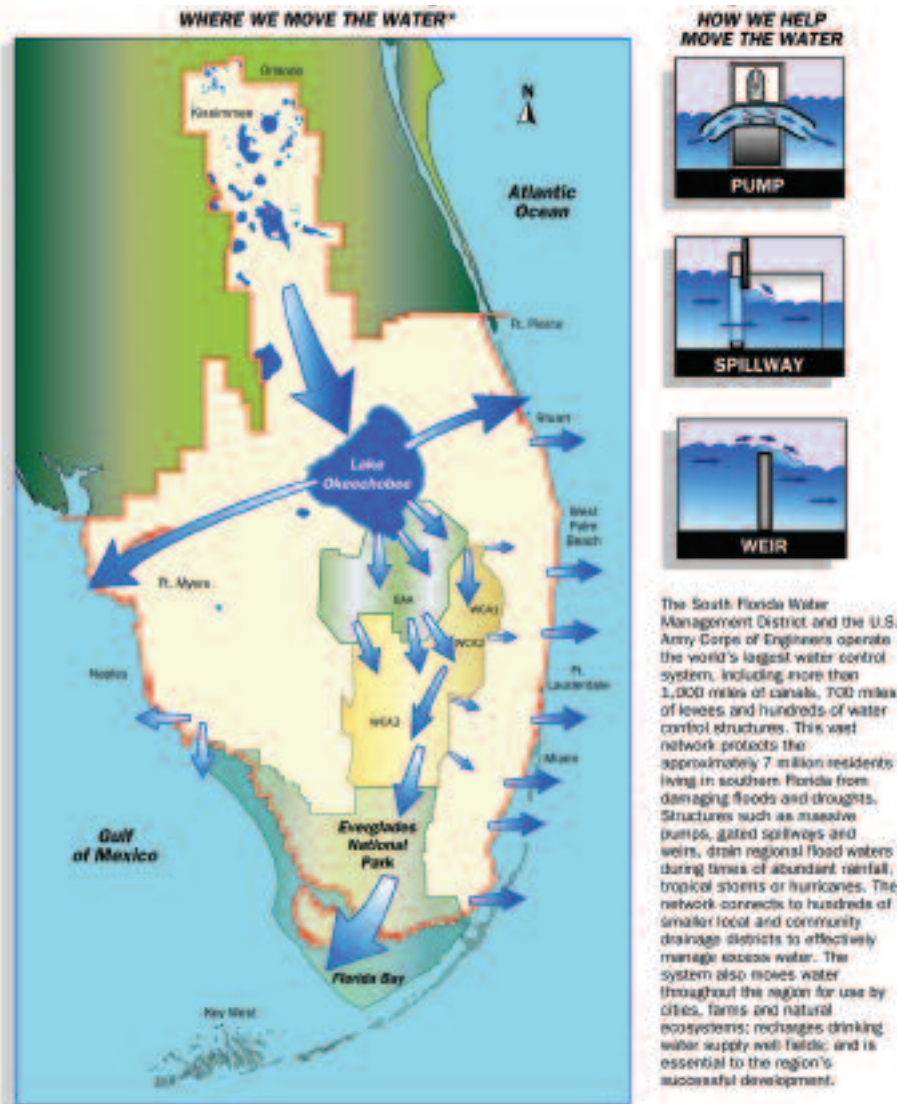 WHERE WE MOVE THE WATER*
Orlando
Kissimmee
N
Atlantic
Ocean
Ft. Pierce
Stuart
Lake
Okeechobee
West
Palm
Beach
Ft. Myers
EAA
WCA1
WCA2
Naples
Ft.
Lauderdale
WCA3
Miami
Gulf
of Mexico
Everglades
National
Park
Florida Bay
Key West
HOW WE HELP
MOVE THE WATER
PUMP
SPILLWAY
WEIR
The South Florida Water
Management District and the U.S.
Army Corps of Engineers operate
the world's largest water control
system, including more than
1,000 miles of canals, 700 miles
of levees and hundreds of water
control structures. This vast
network protects the
approximately 7 million residents
living in southern Florida from
damaging floods and droughts.
Structures such as massive
pumps, gated spillways and
weirs, drain regional flood waters
during times of abundant rainfall,
tropical storms or hurricanes. The
network connects to hundreds of
smaller local and community
drainage districts to effectively
manage excess water. The
system also moves water
throughout the region for use by
cities, farms and natural
ecosystems; recharges drinking
water supply well fields; and is
essential to the region's
successful development.